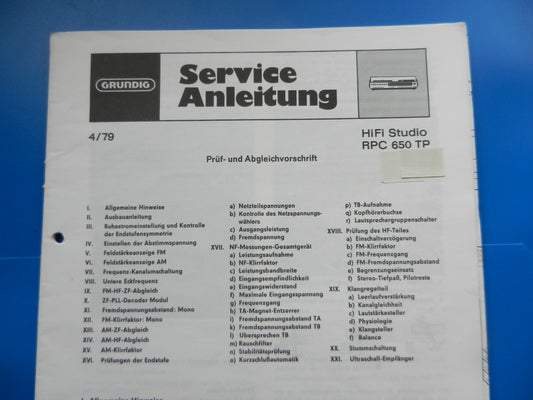 GRUNDIG
Service
Anleitung
4/79
HiFi Studio
RPC 650 TP
Prüf- und Abgleichvorschrift
I. Allgemeine Hinweise
II. Ausbauanleitung
III. Ruhestromeinstellung und Kontrolle
der Endstufensymmetrie
IV. Einstellen der Abstimmspannung
V. Feldstärkeanzeige FM
VI. Feldstärkeanzeige AM
VII. Frequenz-Kanalumschaltung
VIII. Untere Eckfrequenz
IX. FM-HF-ZF-Abgleich
X. ZF-PLL-Decoder Modul
XI. Fremdspannungsabstand: Mono
XII. FM-Klirrfaktor: Mono
XIII. AM-ZF-Abgleich
XIV. AM-HF-Abgleich
XV. AM-Klirrfaktor
XVI. Prüfungen der Endstufe
a) Netzteilspannungen
b) Kontrolle des Netzspannungs-
wählers
c) Ausgangsleistung
d) Fremdspannung
XVII. NF-Messungen-Gesamtgerät
a) Leistungsaufnahme
b) NF-Klirrfaktor
c) Leistungsbandbreite
d) Eingangsempfindlichkeit
e) Eingangswiderstand
f) Maximale Eingangsspannung
g) Frequenzgang
h) TA-Magnet-Entzerrer
i) Fremdspannungsabstand TA
k) Fremdspannungsabstand TB
l) Übersprechen TB
m) Rauschfilter
n) Stabilitätsprüfung
o) Kurzschlußautomatik
p) TB-Aufnahme
q) Kopfhörerbuchse
r) Lautsprechergruppenschalter
XVIII. Prüfung des HF-Teiles
a) Einschaltverzögerung
b) FM-Klirrfaktor
c) FM-Frequenzgang
d) FM-Fremdspannungsabstand
e) Begrenzungseinsatz
f) Stereo-Tiefpaß, Pilotreste
XIX. Klangregelteil
a) Leerlaufverstärkung
b) Kanalgleichheit
c) Lautstärkesteller
d) Physiologie
e) Klangsteller
f) Balance
XX. Stummschaltung
XXI. Ultraschall-Empfänger
I. Allgemeine Hinweise